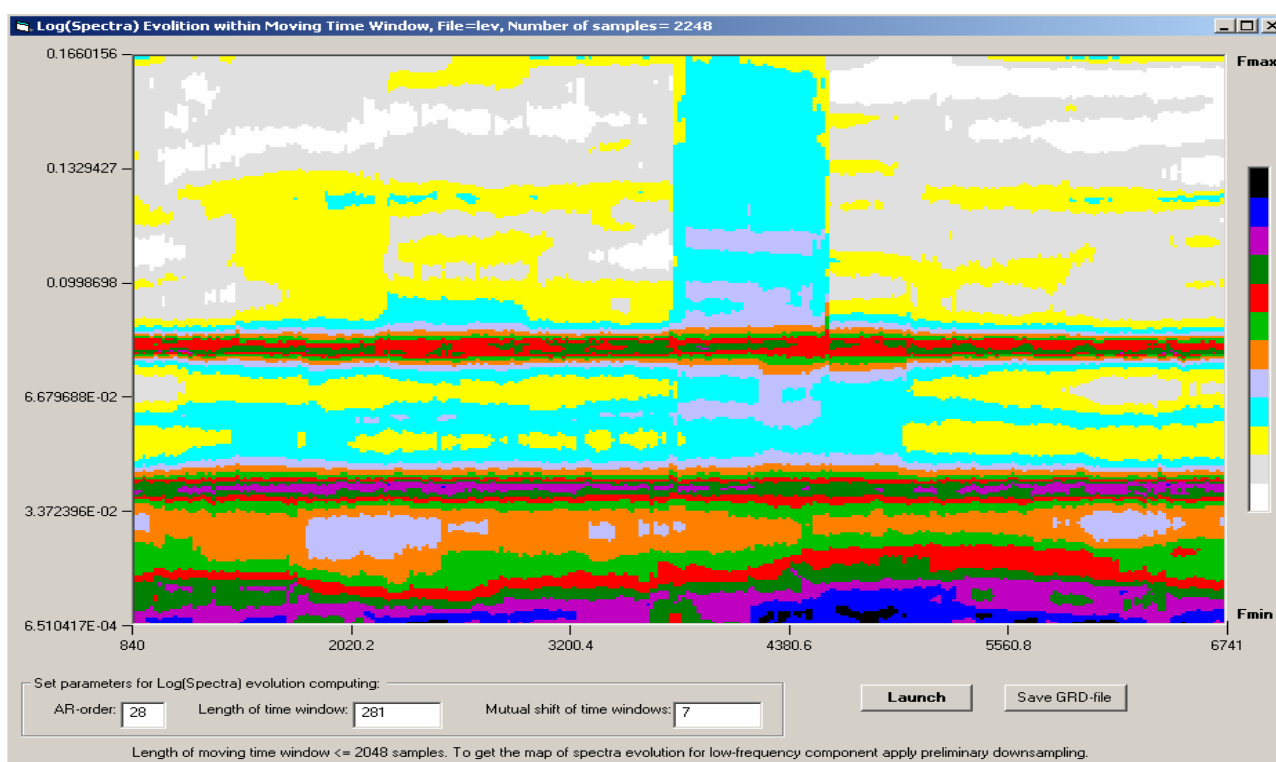 Log(Spectra) Evolition within Moving Time Window, File=lev, Number of samples= 2248
0.1660156
Fmax
0.1329427
0.0998698
6.679688E-02
3.372396E-02
6.510417E-04
Fmin
840
2020.2
3200.4
4380.6
5560.8
6741
Set parameters for Log(Spectra) evolution computing:
AR-order: 28 Length of time window: 281 Mutual shift of time windows: 7
Launch
Save GRD-file
Length of moving time window <= 2048 samples. To get the map of spectra evolution for low-frequency component apply preliminary downsampling.